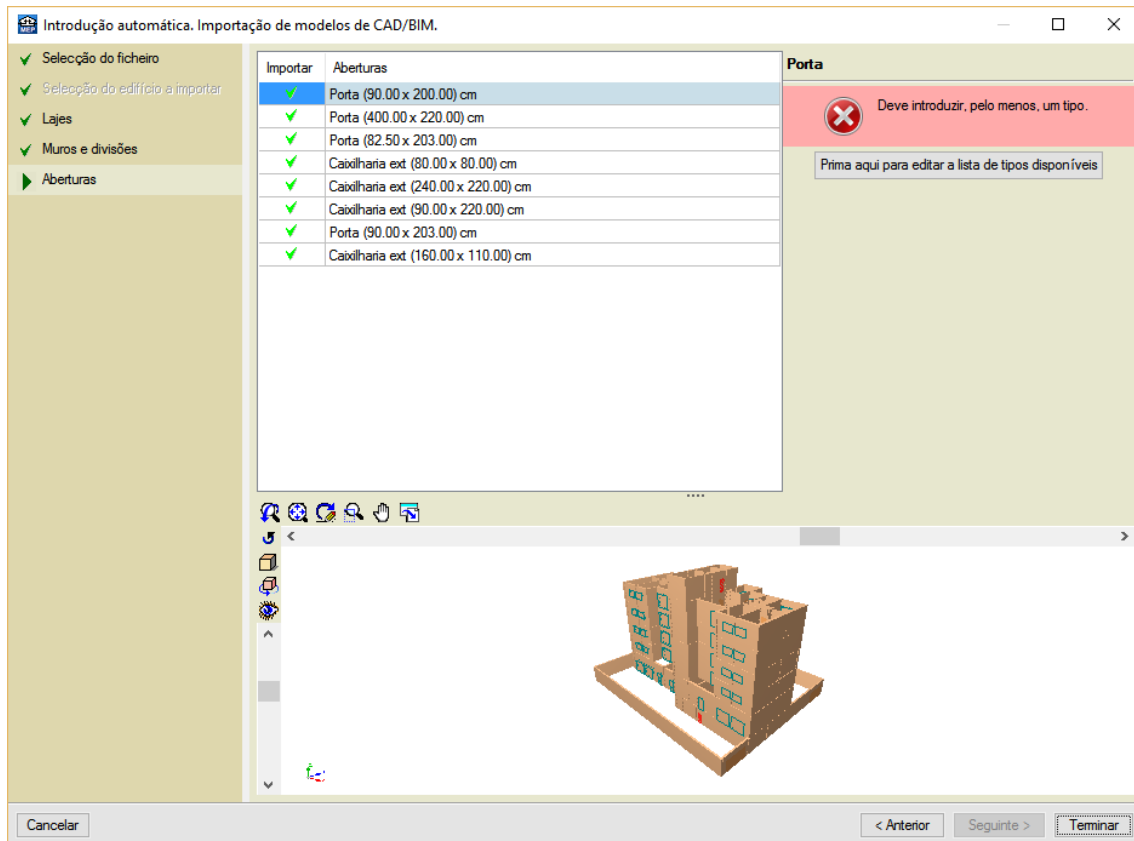 MEP
Introdução automática. Importação de modelos de CAD/BIM.
Selecção do ficheiro
Selecção do edifício a importar
Lajes
Muros e divisões
Aberturas
Importar Aberturas
Porta (90.00 x 200.00) cm
Porta (400.00 x 220.00) cm
Porta (82.50 x 203.00) cm
Caixilharia ext (80.00 x 80.00) cm
Caixilharia ext (240.00 x 220.00) cm
Caixilharia ext (90.00 x 220.00) cm
Porta (90.00 x 203.00) cm
Caixilharia ext (160.00 x 110.00) cm
Porta
Deve introduzir, pelo menos, um tipo.
Prima aqui para editar a lista de tipos disponíveis
Cancelar
< Anterior
Seguinte >
Terminar